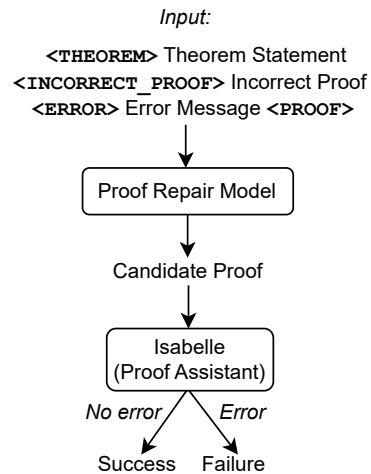 Input:
<THEOREM> Theorem Statement
<INCORRECT_PROOF> Incorrect Proof
<ERROR> Error Message <PROOF>
Proof Repair Model
Candidate Proof
Isabelle
(Proof Assistant)
No error Error
Success Failure